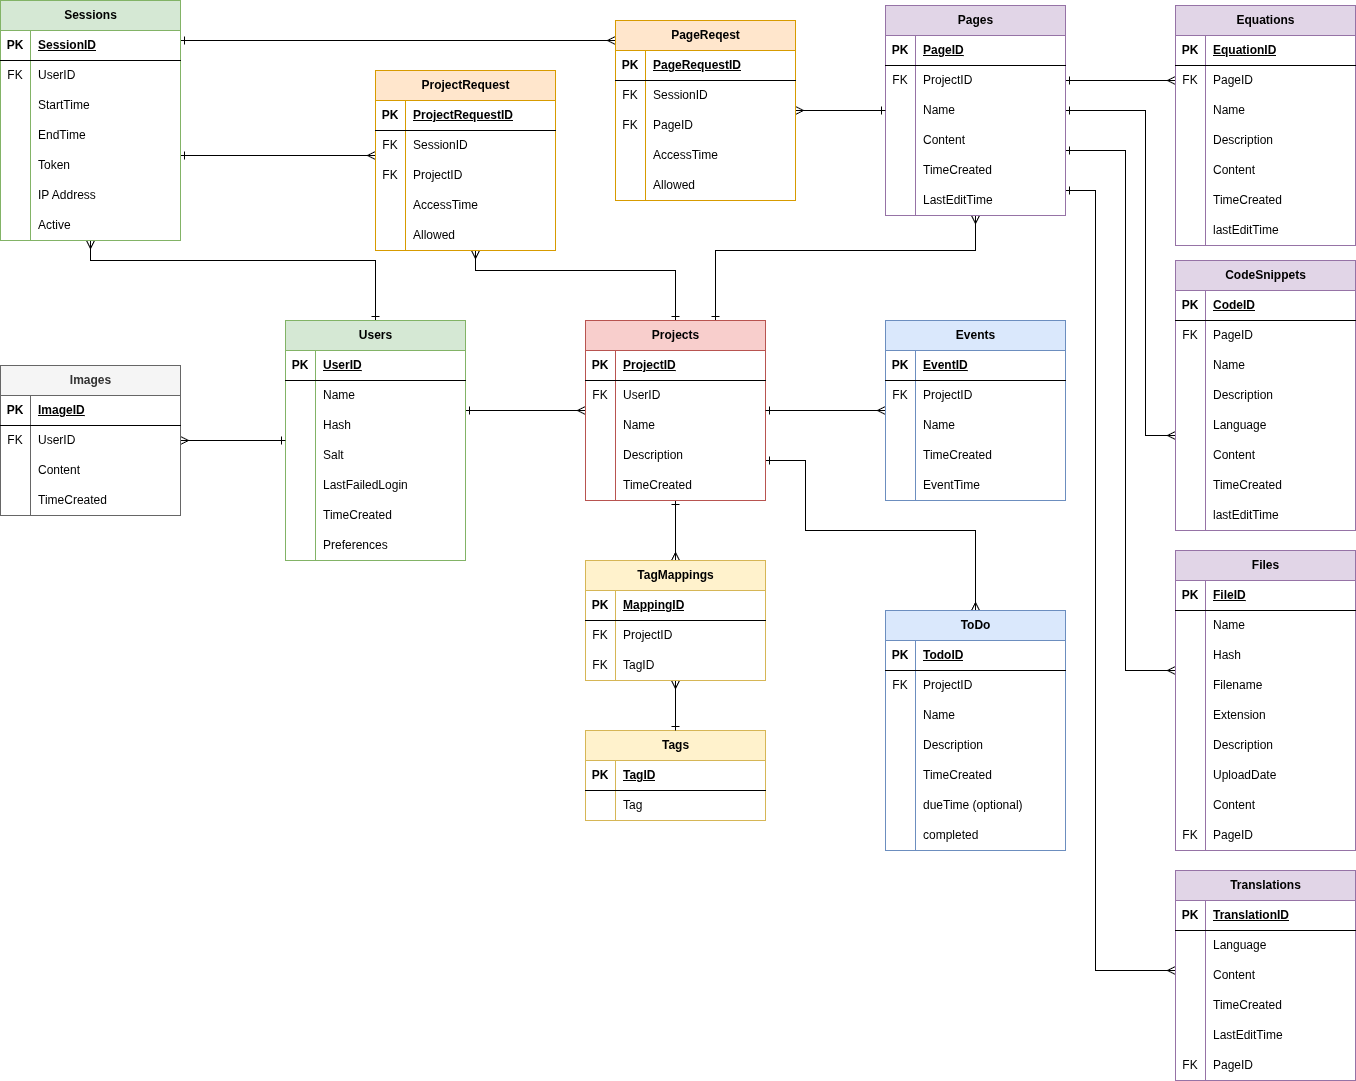 Sessions
PK SessionID
FK UserID
StartTime
EndTime
Token
IP Address
Active
ProjectRequest
PK ProjectRequestID
FK SessionID
FK ProjectID
AccessTime
Allowed
PageReqest
PK PageRequestID
FK SessionID
FK PageID
AccessTime
Allowed
Pages
PK PageID
FK ProjectID
Name
Content
TimeCreated
LastEditTime
Equations
PK EquationID
FK PageID
Name
Description
Content
TimeCreated
lastEditTime
CodeSnippets
PK CodeID
FK PageID
Name
Description
Language
Content
TimeCreated
lastEditTime
Images
PK ImageID
FK UserID
Content
TimeCreated
Users
PK UserID
Name
Hash
Salt
LastFailedLogin
TimeCreated
Preferences
Projects
PK ProjectID
FK UserID
Name
Description
TimeCreated
Events
PK EventID
FK ProjectID
Name
TimeCreated
EventTime
TagMappings
PK MappingID
FK ProjectID
FK TagID
Tags
PK TagID
Tag
ToDo
PK TodoID
FK ProjectID
Name
Description
TimeCreated
dueTime (optional)
completed
Files
PK FileID
Name
Hash
Filename
Extension
Description
UploadDate
Content
FK PageID
Translations
PK TranslationID
Language
Content
TimeCreated
LastEditTime
FK PageID